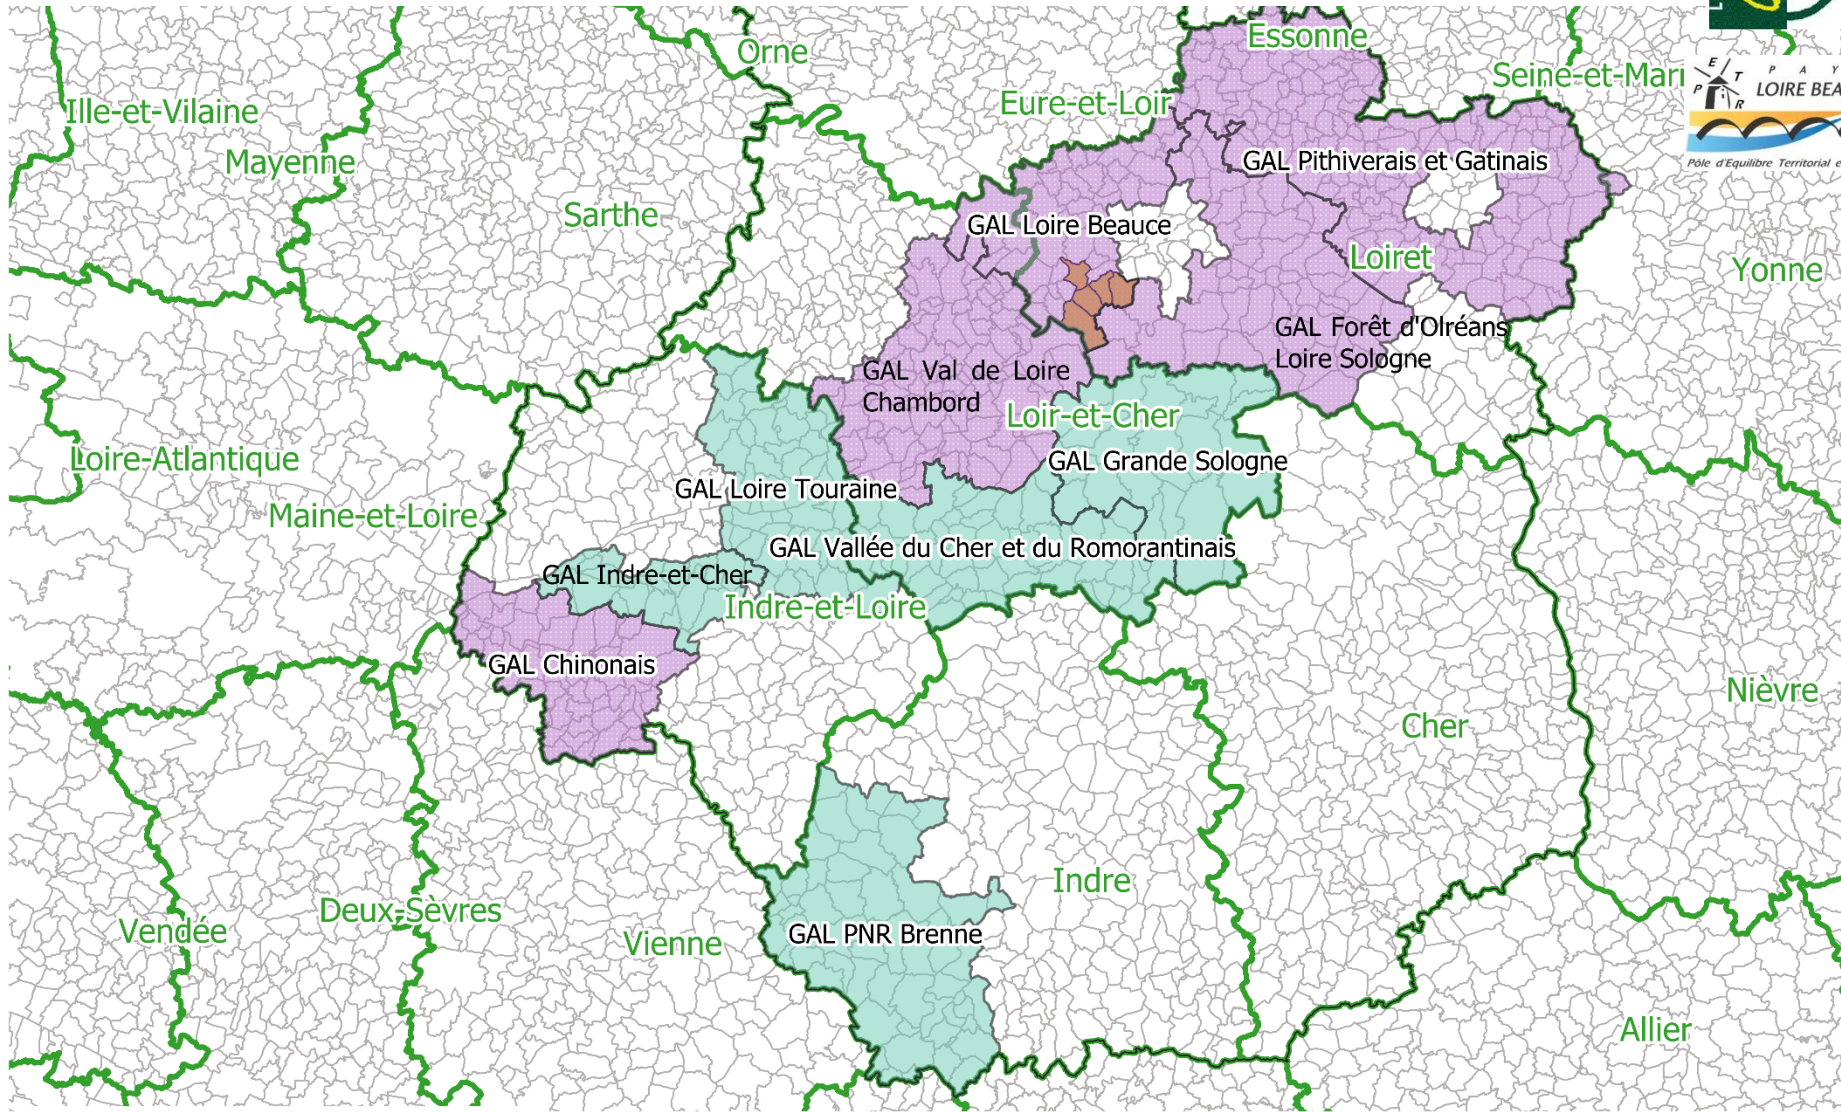 Essonne
Orne
Seine-et-Mar
E
T
P
R
P A Y
LOIRE BEA
Eure-et-Loir
Ille-et-Vilaine
Mayenne
GAL Pithiverais et Gatinais
Pôle d'Equilibre Territorial e
Sarthe
GAL Loire Beauce
Loiret
Yonne
GAL Forêt d'Olréans
Loire Sologne
GAL Val de Loire
Chambord
Loir-et-Cher
Loire-Atlantique
GAL Grande Sologne
GAL Loire Touraine
Maine-et-Loire
GAL Vallée du Cher et du Romorantinais
GAL Indre-et-Cher
Indre-et-Loire
GAL Chinonais
Nièvre
Cher
Indre
Deux-Sèvres
Vendée
Vienne
GAL PNR Brenne
Allier